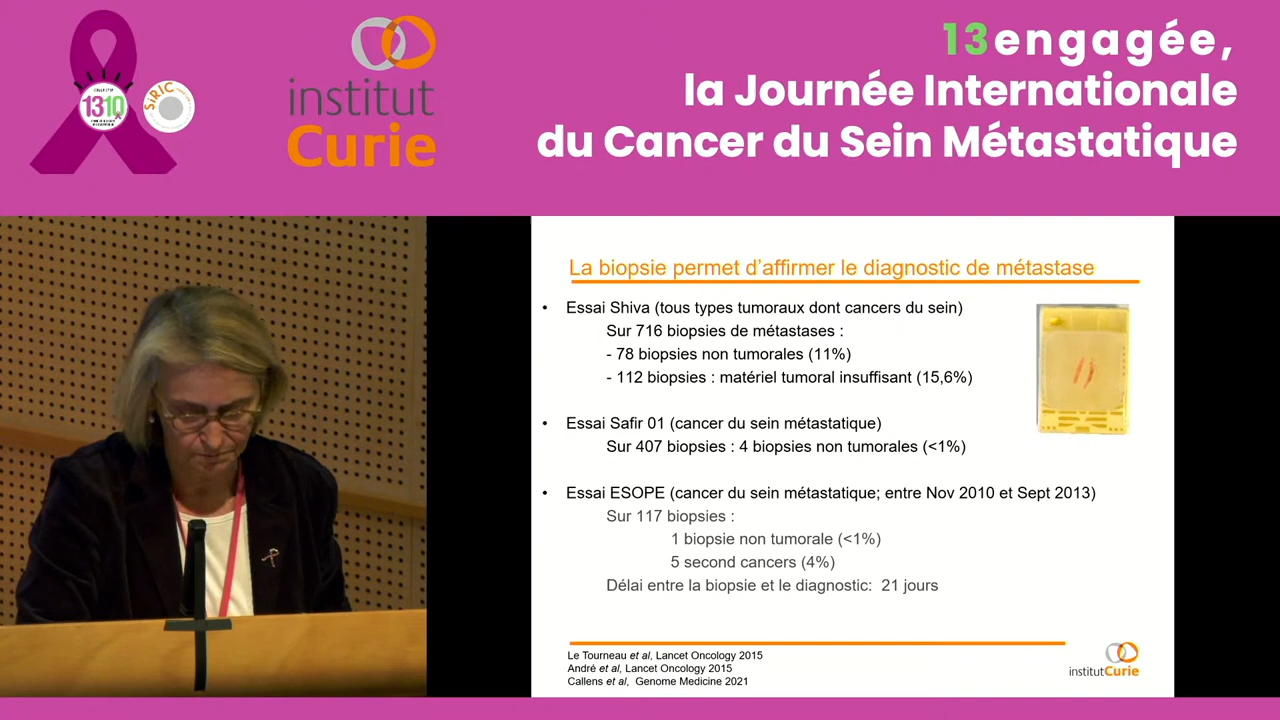 1310
SiRIC
institut
Curie
13engagée,
la Journée Internationale
du Cancer du Sein Métastatique
La biopsie permet d'affirmer le diagnostic de métastase
• Essai Shiva (tous types tumoraux dont cancers du sein)
Sur 716 biopsies de métastases :
- 78 biopsies non tumorales (11%)
- 112 biopsies : matériel tumoral insuffisant (15,6%)
• Essai Safir 01 (cancer du sein métastatique)
Sur 407 biopsies : 4 biopsies non tumorales (<1%)
• Essai ESOPE (cancer du sein métastatique; entre Nov 2010 et Sept 2013)
Sur 117 biopsies :
1 biopsie non tumorale (<1%)
5 second cancers (4%)
Délai entre la biopsie et le diagnostic: 21 jours
Le Tourneau et al, Lancet Oncology 2015
André et al, Lancet Oncology 2015
Callens et al, Genome Medicine 2021
institutCurie